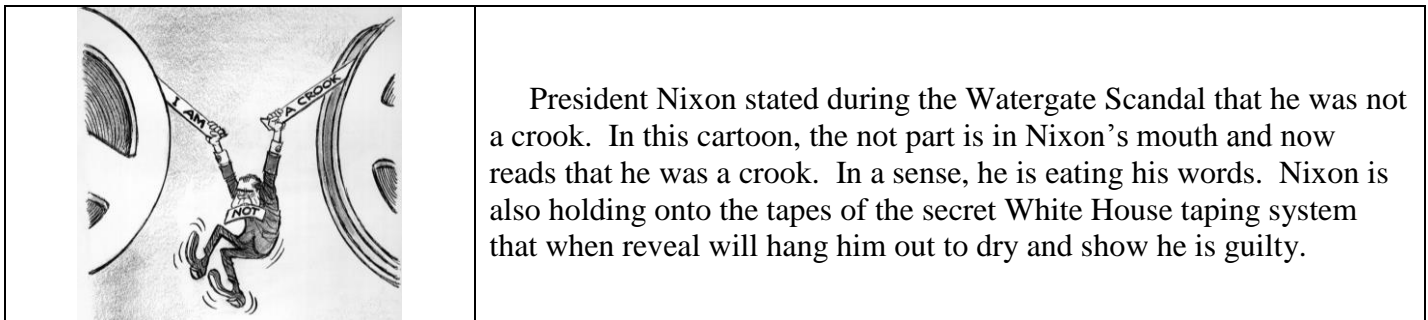 I AM
A CROOK
NOT
President Nixon stated during the Watergate Scandal that he was not
a crook.  In this cartoon, the not part is in Nixon’s mouth and now
reads that he was a crook.  In a sense, he is eating his words.  Nixon is
also holding onto the tapes of the secret White House taping system
that when reveal will hang him out to dry and show he is guilty.